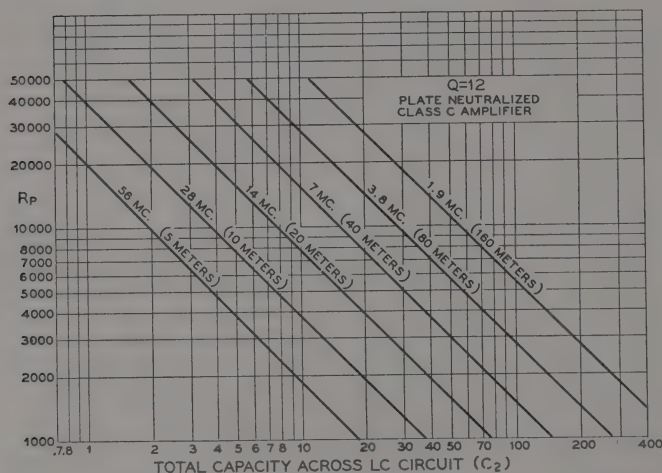 Q=12
PLATE NEUTRALIZED
CLASS C AMPLIFIER
50000
40000
30000
20000
RP
10000
8000
7000
6000
5000
4000
3000
2000
1000
56 MC. (5 METERS)
28 MC. (10 METERS)
14 MC. (20 METERS)
7 MC. (40 METERS)
3.8 MC. (80 METERS)
1.9 MC. (160 METERS)
.7 .8 1 2 3 4 5 6 7 8 10 20 30 40 50 70 100 200 300 400
TOTAL CAPACITY ACROSS LC CIRCUIT (C2)